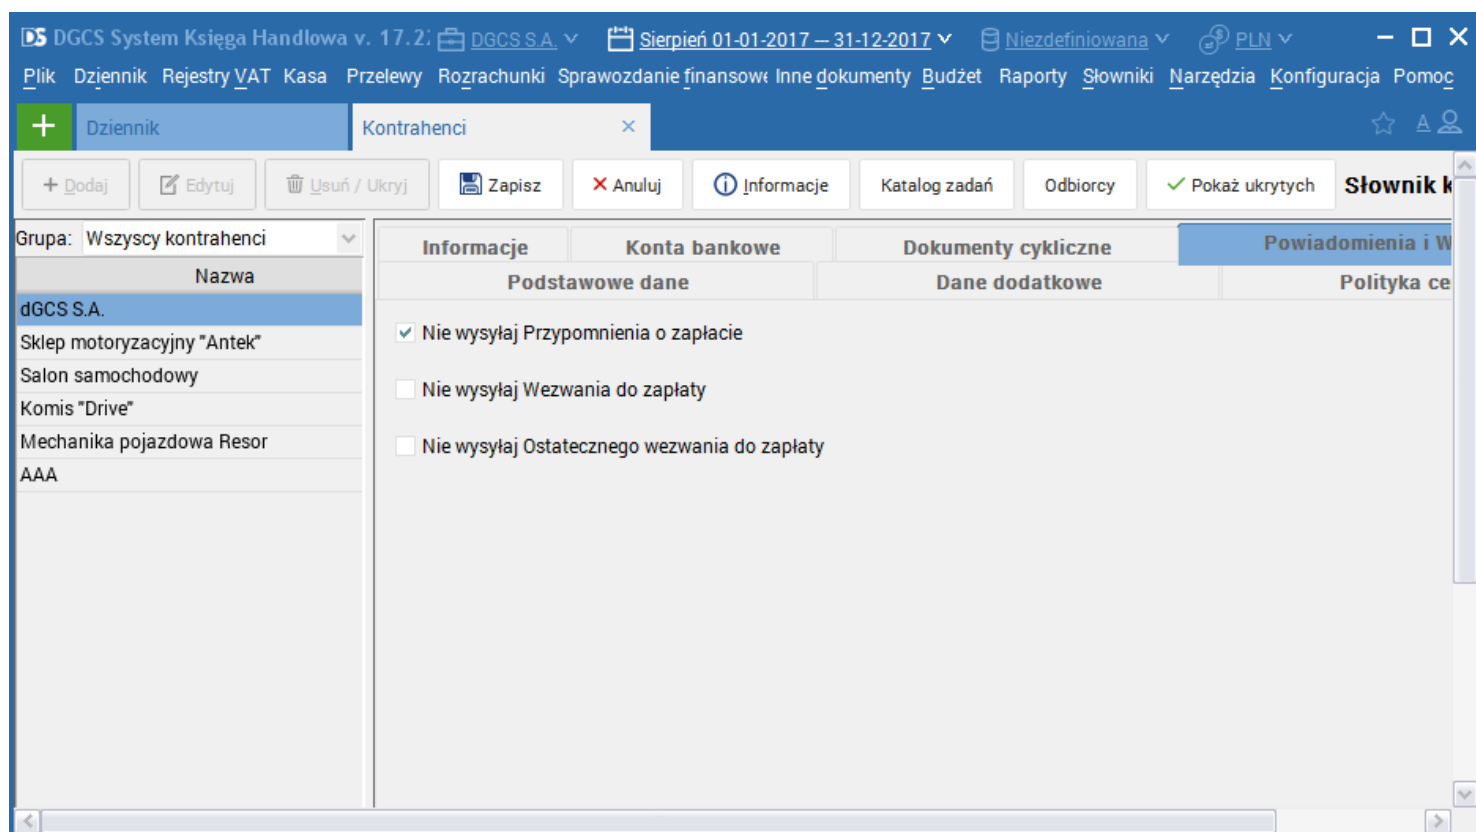 DS DGCS System Księga Handlowa v. 17.2 DGCS S.A. Sierpień 01-01-2017 — 31-12-2017 Niezdefiniowana PLN
Plik Dziennik Rejestry VAT Kasa Przelewy Rozrachunki Sprawozdanie finansowe Inne dokumenty Budżet Raporty Słowniki Narzędzia Konfiguracja Pomoc
Dziennik Kontrahenci A
+ Dodaj Edytuj Usuń / Ukryj Zapisz Anuluj Informacje Katalog zadań Odbiorcy Pokaż ukrytych Słownik k
Grupa: Wszyscy kontrahenci
Informacje Konta bankowe Dokumenty cykliczne Powiadomienia i W
Nazwa
Podstawowe dane Dane dodatkowe Polityka ce
dGCS S.A.
Sklep motoryzacyjny "Antek"
Salon samochodowy
Komis "Drive"
Mechanika pojazdowa Resor
AAA
Nie wysyłaj Przypomnienia o zapłacie
Nie wysyłaj Wezwania do zapłaty
Nie wysyłaj Ostatecznego wezwania do zapłaty